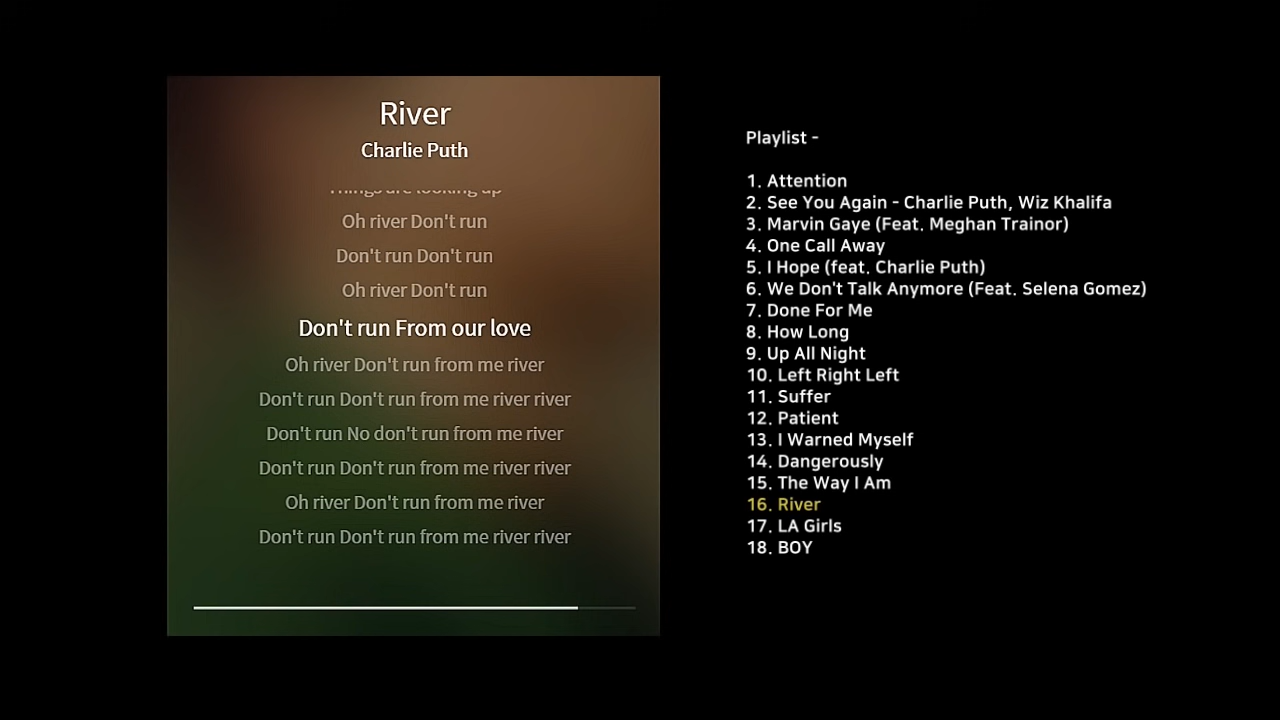 River
Charlie Puth
Things are looking up
Oh river Don't run
Don't run Don't run
Oh river Don't run
Don't run From our love
Oh river Don't run from me river
Don't run Don't run from me river river
Don't run No don't run from me river
Don't run Don't run from me river river
Oh river Don't run from me river
Don't run Don't run from me river river
Playlist -
1. Attention
2. See You Again - Charlie Puth, Wiz Khalifa
3. Marvin Gaye (Feat. Meghan Trainor)
4. One Call Away
5. I Hope (feat. Charlie Puth)
6. We Don't Talk Anymore (Feat. Selena Gomez)
7. Done For Me
8. How Long
9. Up All Night
10. Left Right Left
11. Suffer
12. Patient
13. I Warned Myself
14. Dangerously
15. The Way I Am
16. River
17. LA Girls
18. BOY